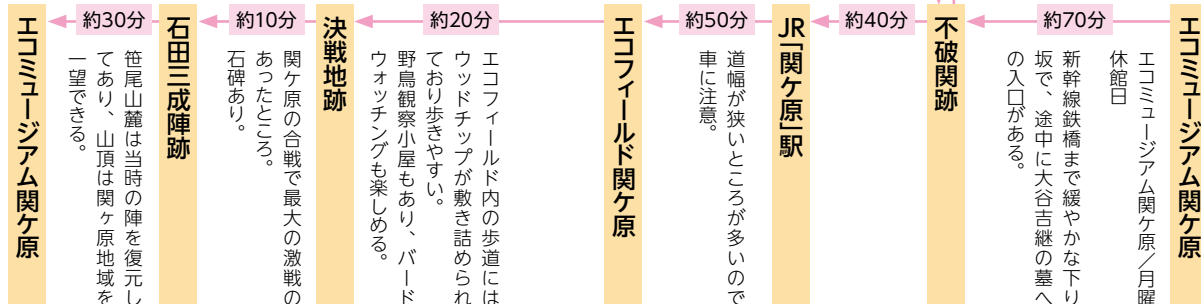 エコミュージアム関ケ原
約70分
エコミュージアム関ケ原／月曜
休館日
新幹線鉄橋まで緩やかな下り
坂で、途中に大谷吉継の墓へ
の入口がある。
不破関跡
約40分
JR「関ケ原」駅
約50分
道幅が狭いところが多いので
車に注意。
エコフィールド関ケ原
約20分
エコフィールド内の歩道には
ウッドチップが敷き詰められ
ており歩きやすい。
野鳥観察小屋もあり、バード
ウォッチングも楽しめる。
決戦地跡
約10分
関ケ原の合戦で最大の激戦の
あったところ。
石碑あり。
石田三成陣跡
約30分
笹尾山麓は当時の陣を復元し
てあり、山頂は関ヶ原地域を
一望できる。
エコミュージアム関ケ原